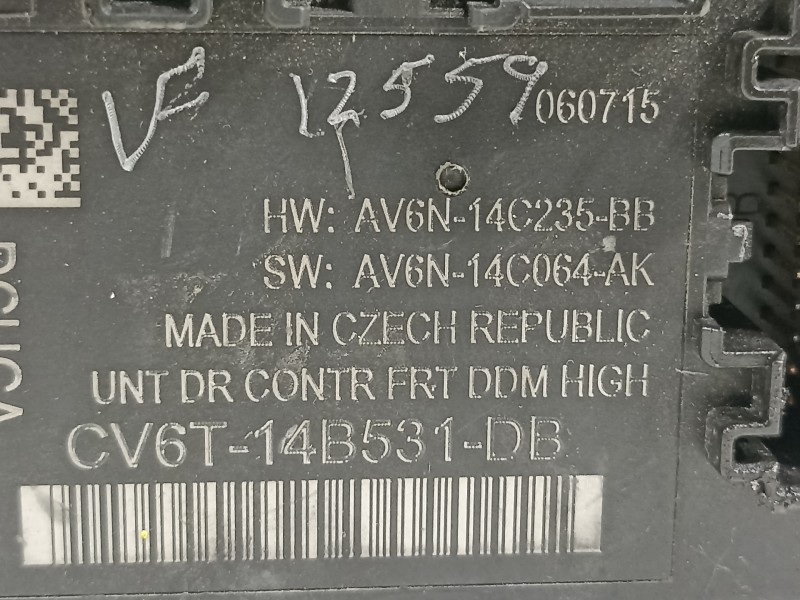 VF 12559
060715
HW: AV6N-14C235-BB
SW: AV6N-14C064-AK
MADE IN CZECH REPUBLIC
UNT DR CONTR FRT DDM HIGH
CV6T-14B531-DB